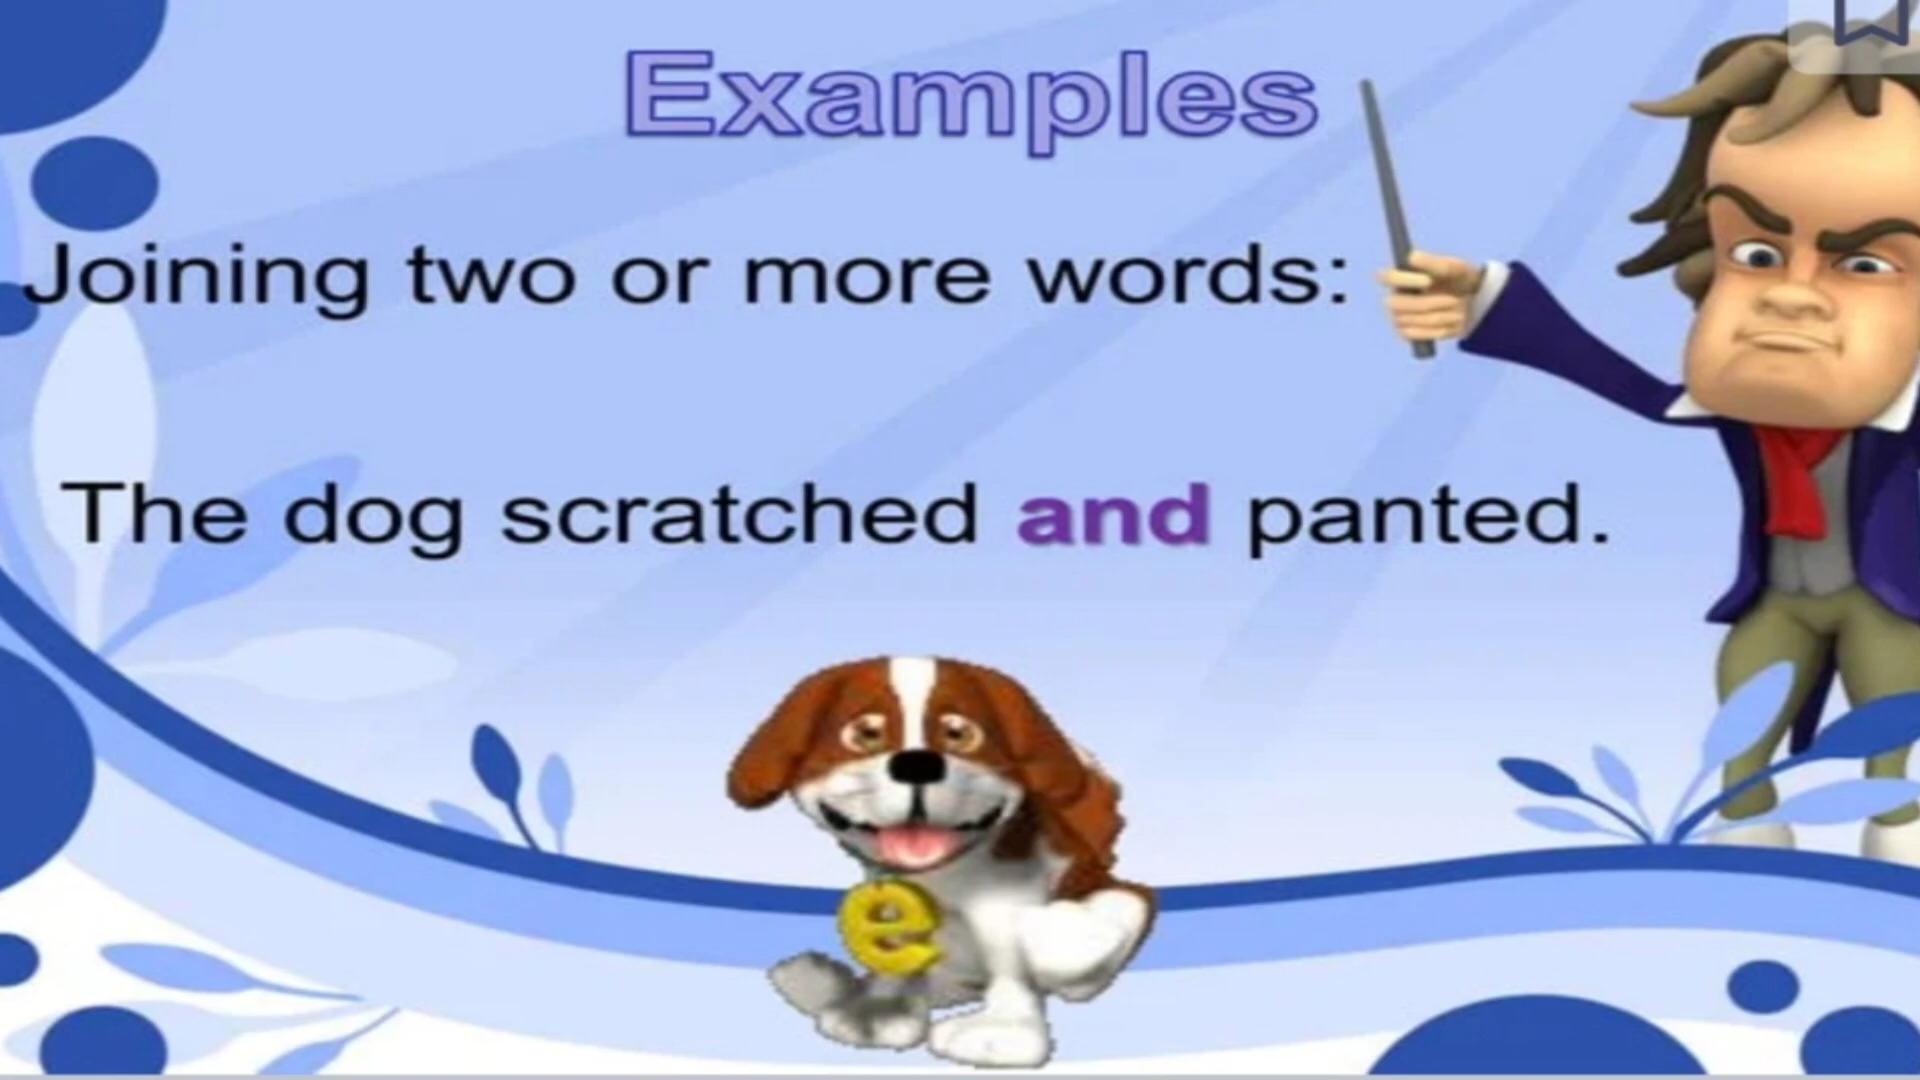 Examples
Joining two or more words:
The dog scratched and panted.
e